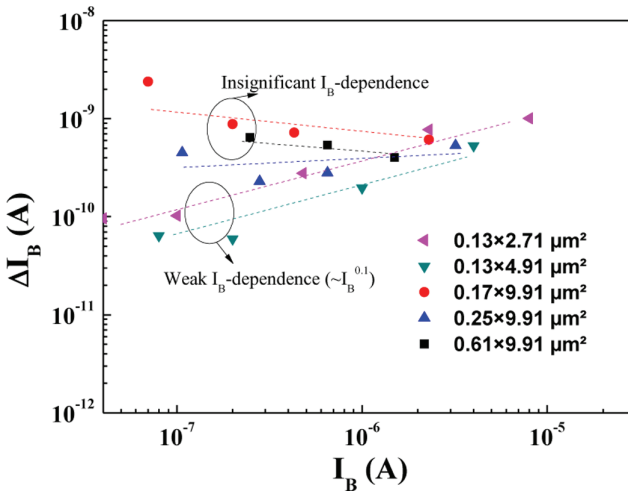 10⁻⁸
Insignificant I_B-dependence
10⁻⁹
10⁻¹⁰
ΔI_B (A)
0.13×2.71 µm²
0.13×4.91 µm²
Weak I_B-dependence (~I_B^0.1)
0.17×9.91 µm²
10⁻¹¹
0.25×9.91 µm²
0.61×9.91 µm²
10⁻¹²
10⁻⁷ 10⁻⁶ 10⁻⁵
I_B (A)